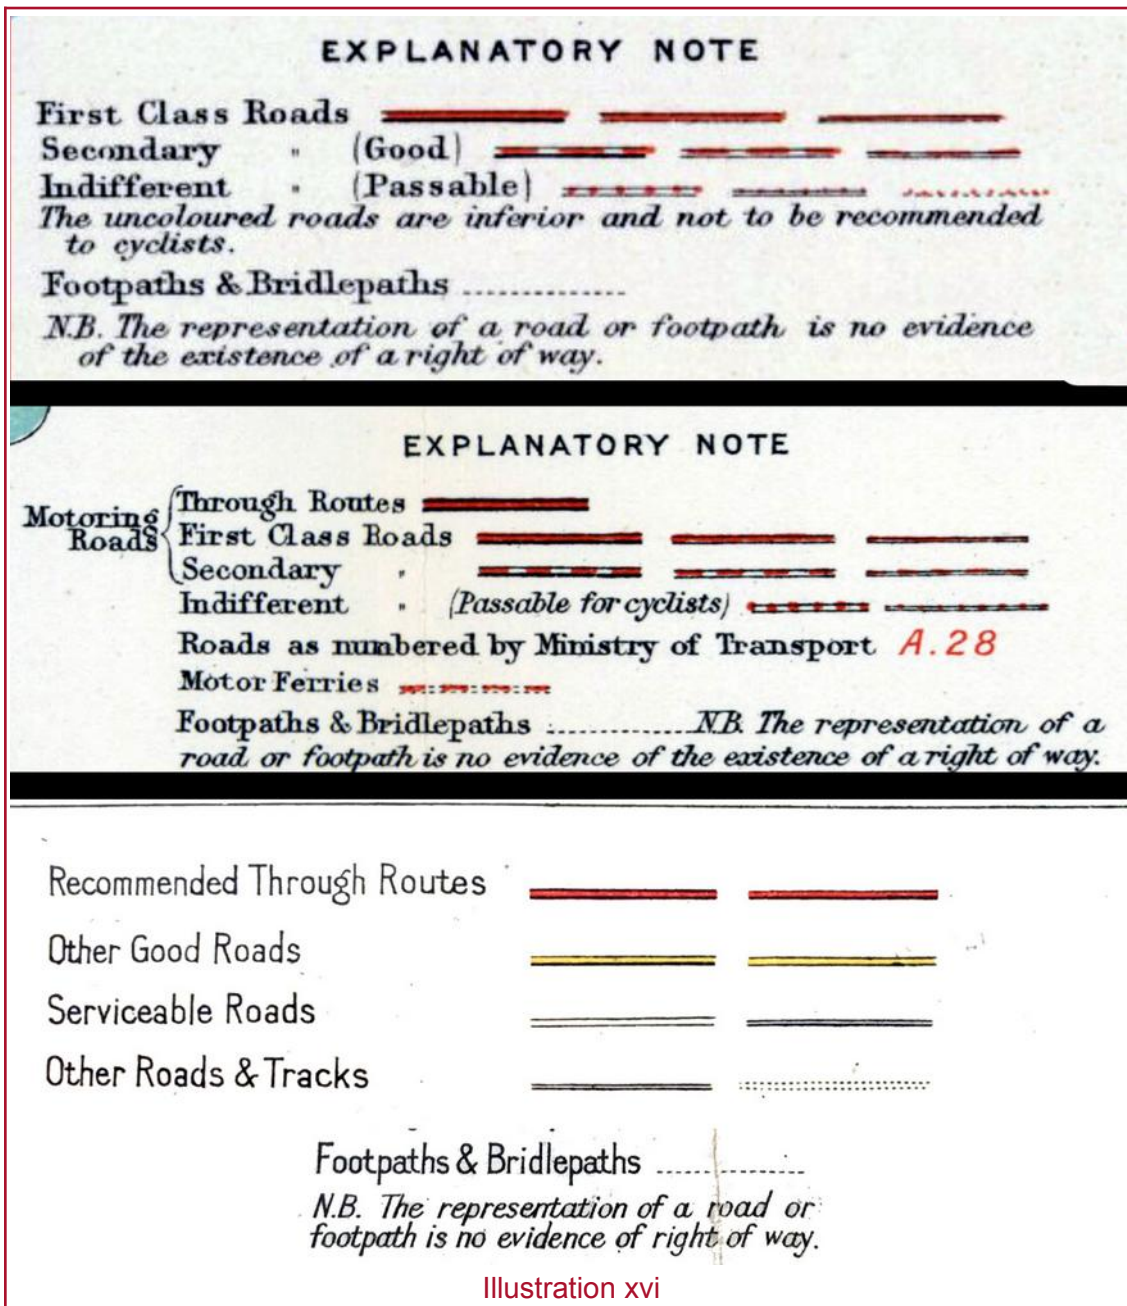 EXPLANATORY NOTE
First Class Roads
Secondary " (Good)
Indifferent " (Passable)
The uncoloured roads are inferior and not to be recommended
to cyclists.
Footpaths & Bridlepaths ..............
N.B. The representation of a road or footpath is no evidence
of the existence of a right of way.
EXPLANATORY NOTE
Motoring Roads
Through Routes
First Class Roads
Secondary "
Indifferent " (Passable for cyclists)
Roads as numbered by Ministry of Transport A.28
Motor Ferries
Footpaths & Bridlepaths .............. N.B. The representation of a
road or footpath is no evidence of the existence of a right of way.
Recommended Through Routes
Other Good Roads
Serviceable Roads
Other Roads & Tracks
Footpaths & Bridlepaths ..............
N.B. The representation of a road or
footpath is no evidence of right of way.
Illustration xvi